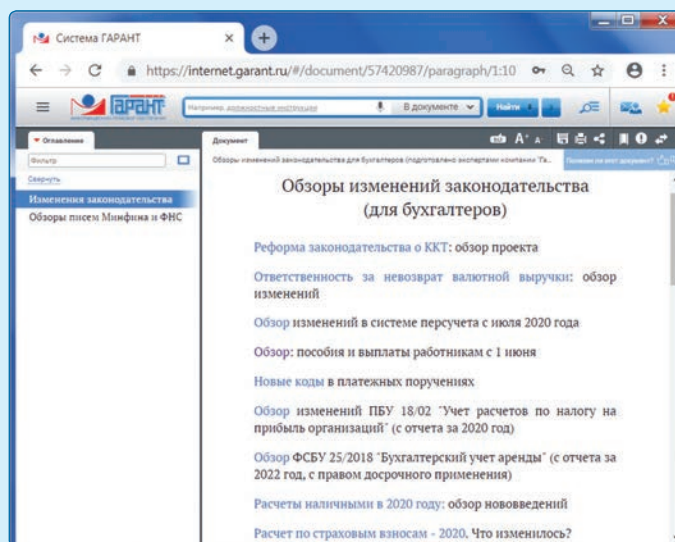 Система ГАРАНТ
https://internet.garant.ru/#/document/57420987/paragraph/1:10
ГАРАНТ
Например, должностные инструкции
В документе
Найти
Оглавление
Документ
A+ A-
Фильтр
Обзоры изменений законодательства для бухгалтеров (подготовлено экспертами компании "Га...
Полезен ли этот документ?
Свернуть
Изменения законодательства
Обзоры писем Минфина и ФНС
Обзоры изменений законодательства
(для бухгалтеров)
Реформа законодательства о ККТ: обзор проекта
Ответственность за невозврат валютной выручки: обзор
изменений
Обзор изменений в системе персучета с июля 2020 года
Обзор: пособия и выплаты работникам с 1 июня
Новые коды в платежных поручениях
Обзор изменений ПБУ 18/02 "Учет расчетов по налогу на
прибыль организаций" (с отчета за 2020 год)
Обзор ФСБУ 25/2018 "Бухгалтерский учет аренды" (с отчета за
2022 год, с правом досрочного применения)
Расчеты наличными в 2020 году: обзор нововведений
Расчет по страховым взносам - 2020. Что изменилось?